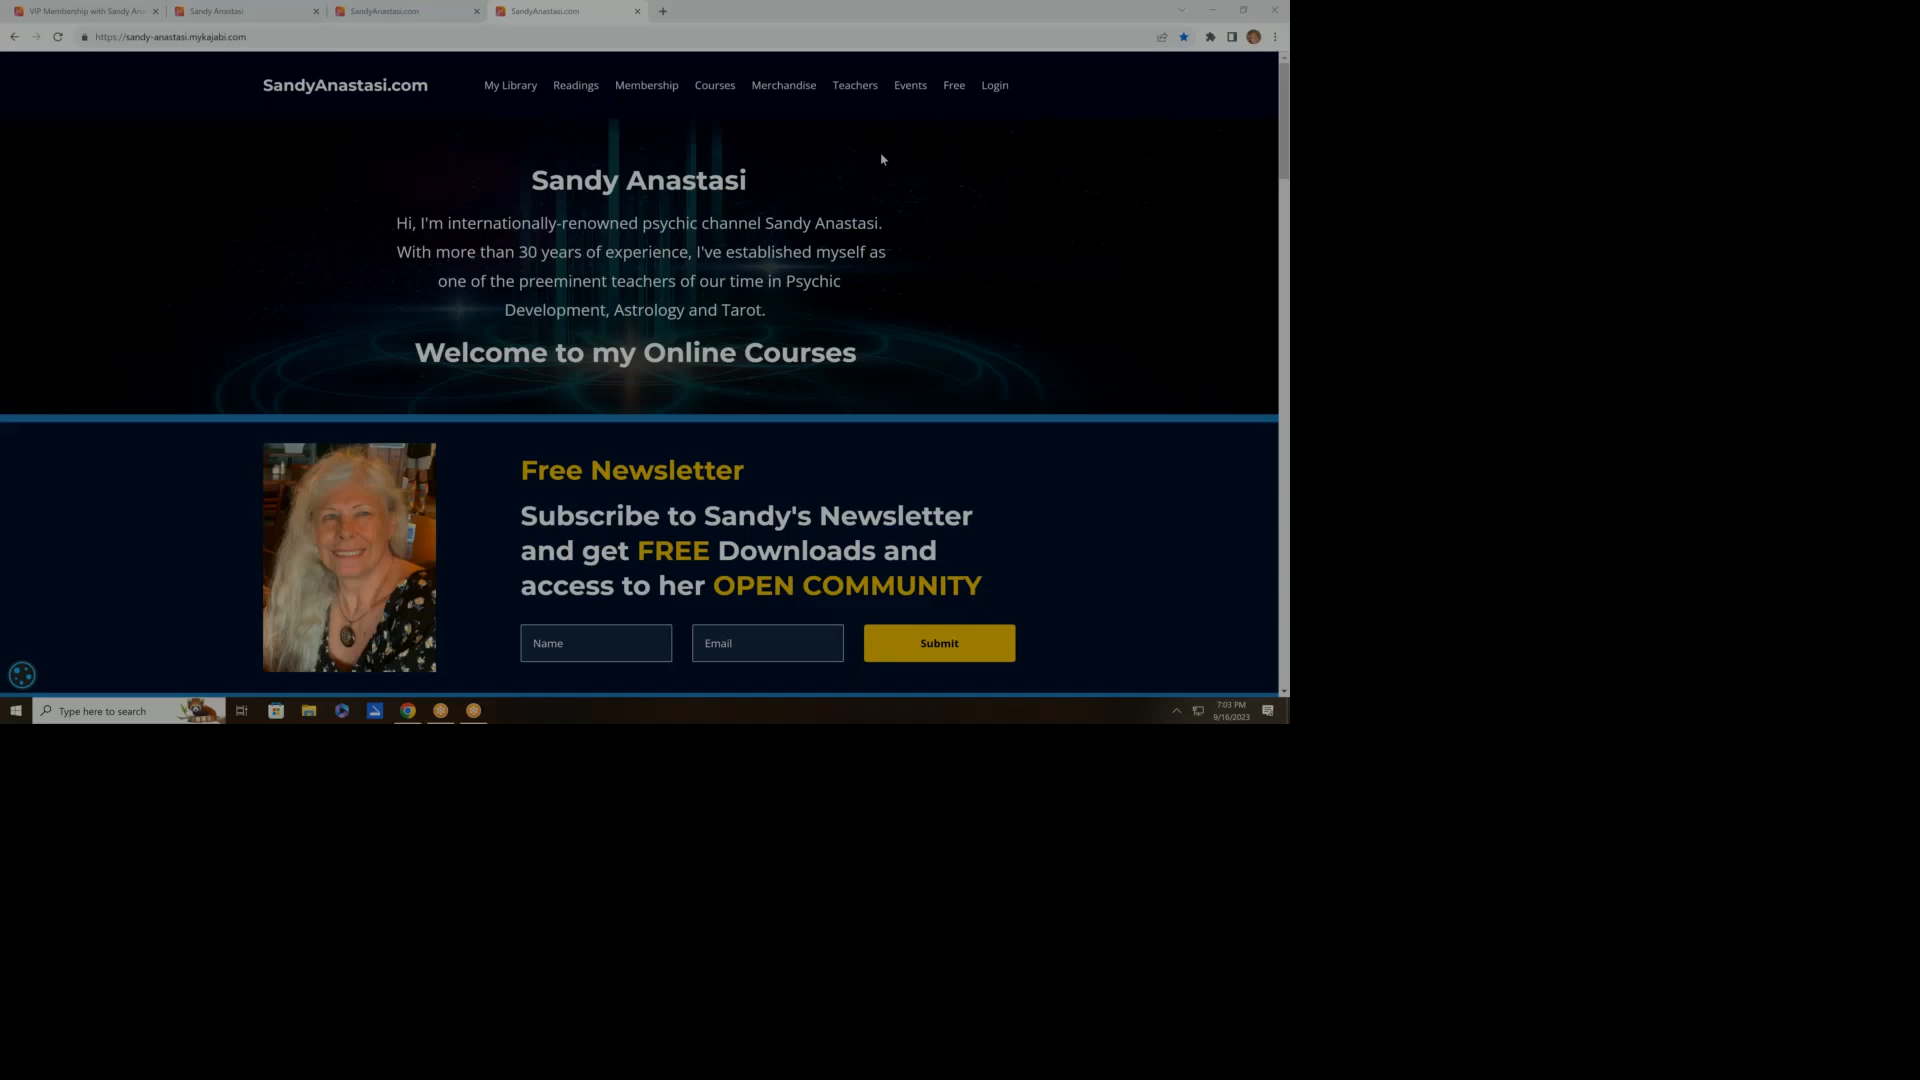 VIP Membership with Sandy Ana
Sandy Anastasi
SandyAnastasi.com
SandyAnastasi.com
https://sandy-anastasi.mykajabi.com
SandyAnastasi.com
My Library
Readings
Membership
Courses
Merchandise
Teachers
Events
Free
Login
Sandy Anastasi
Hi, I'm internationally-renowned psychic channel Sandy Anastasi.
With more than 30 years of experience, I've established myself as
one of the preeminent teachers of our time in Psychic
Development, Astrology and Tarot.
Welcome to my Online Courses
Free Newsletter
Subscribe to Sandy's Newsletter
and get FREE Downloads and
access to her OPEN COMMUNITY
Name
Email
Submit
Type here to search
7:03 PM
9/16/2023